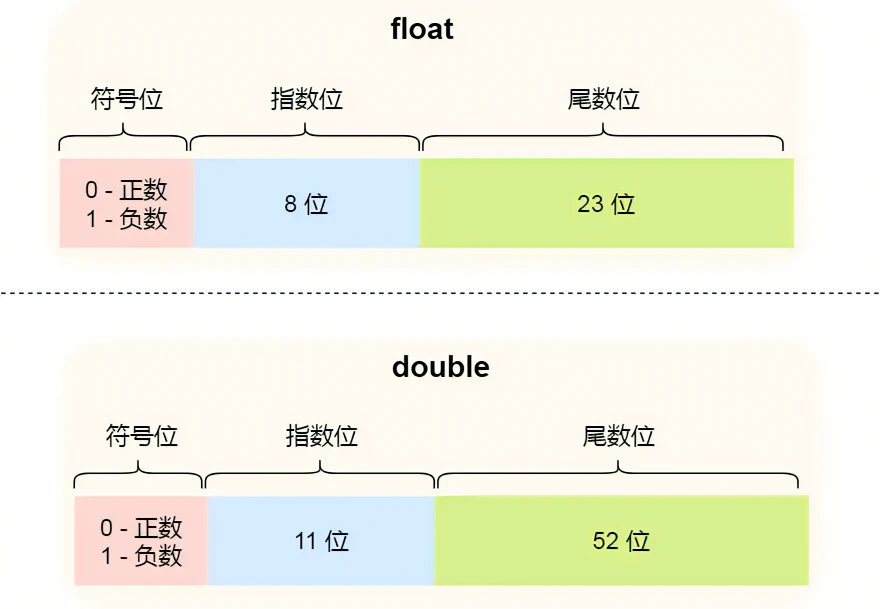 float
符号位 指数位 尾数位
0 - 正数
1 - 负数
8 位 23 位
double
符号位 指数位 尾数位
0 - 正数
1 - 负数
11 位 52 位